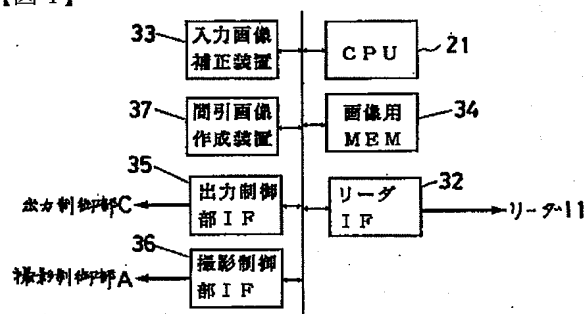 33
入力画像
補正装置
CPU
21
37
間引画像
作成装置
画像用
MEM
34
35
出力制御
部IF
出力制御部C
リーダ
IF
32
リーダ11
36
撮影制御
部IF
撮影制御部A